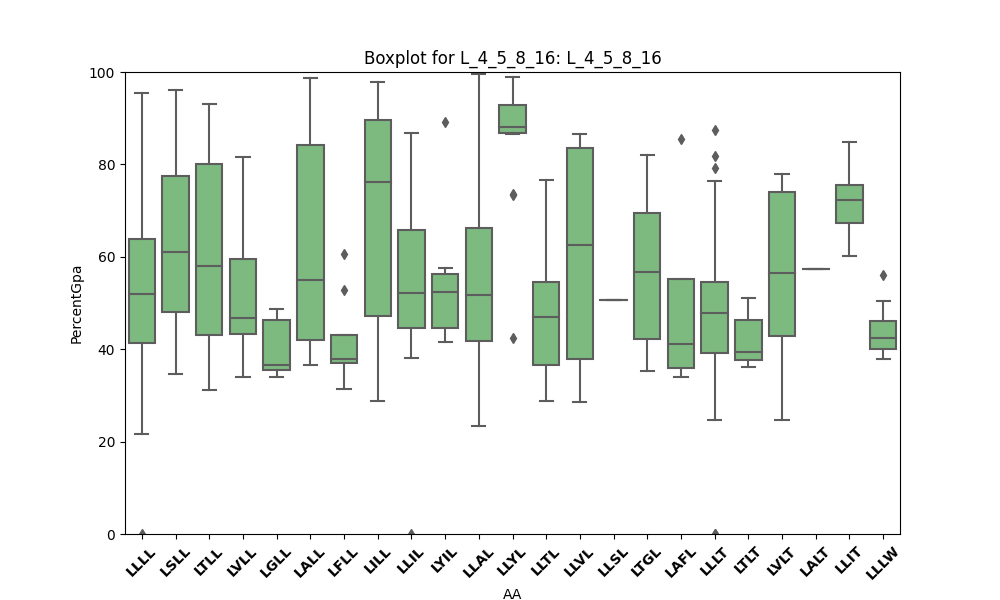 Boxplot for L_4_5_8_16: L_4_5_8_16
PercentGpa
100
80
60
40
20
0
LLLL LSLL LTLL LVLL LGLL LALL LFLL LILL LLIL LYIL LLAL LLYL LLTL LLVL LLSL LTGL LAFL LLLT LTLT LVLT LALT LLIT LLLW
AA